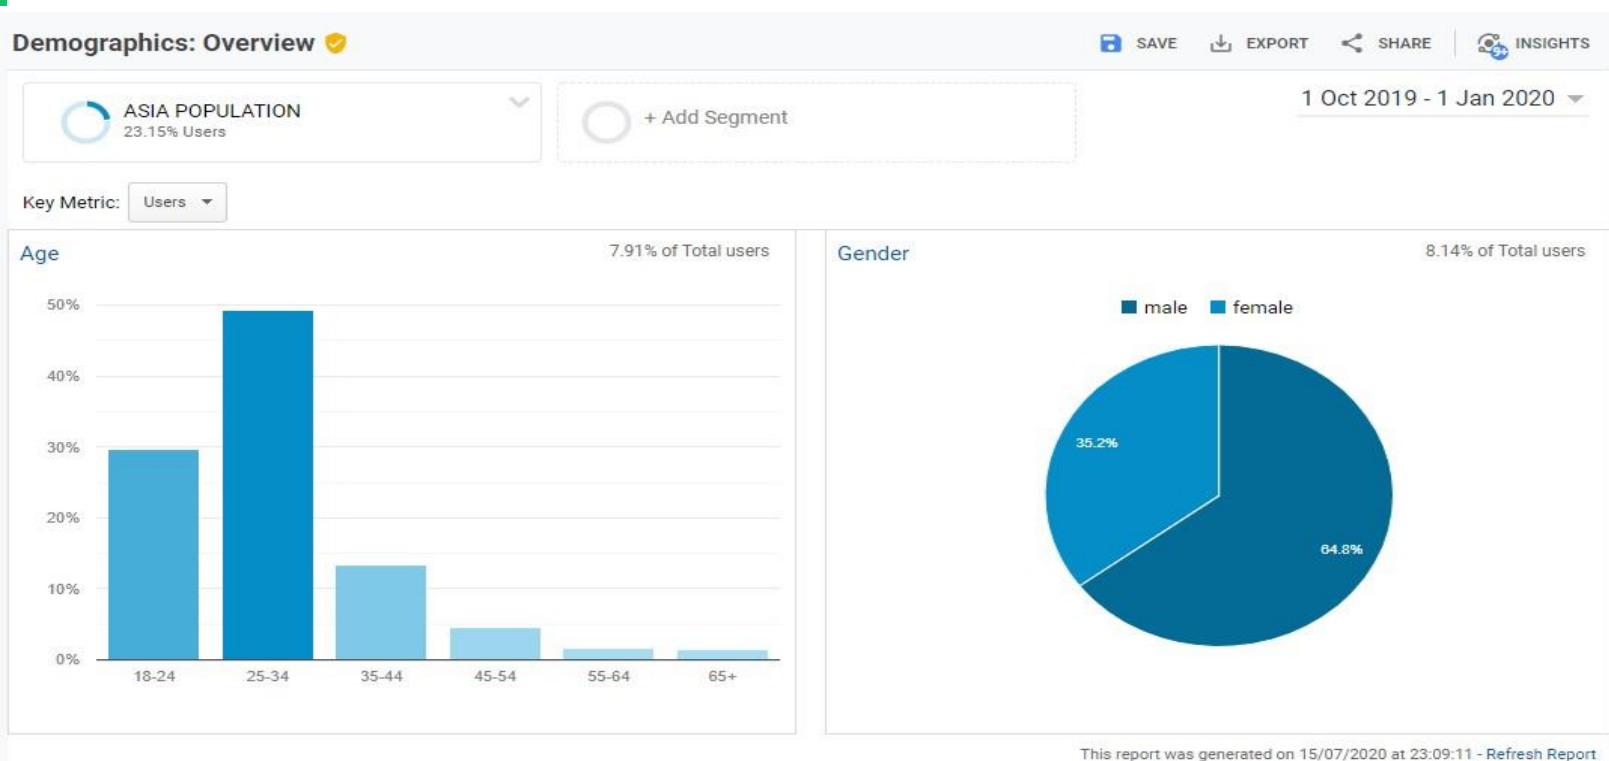 Demographics: Overview
SAVE EXPORT SHARE 9+ INSIGHTS
ASIA POPULATION
23.15% Users
+ Add Segment
1 Oct 2019 - 1 Jan 2020
Key Metric: Users
Age 7.91% of Total users
50%
40%
30%
20%
10%
0%
18-24 25-34 35-44 45-54 55-64 65+
Gender 8.14% of Total users
male female
35.2%
64.8%
This report was generated on 15/07/2020 at 23:09:11 - Refresh Report